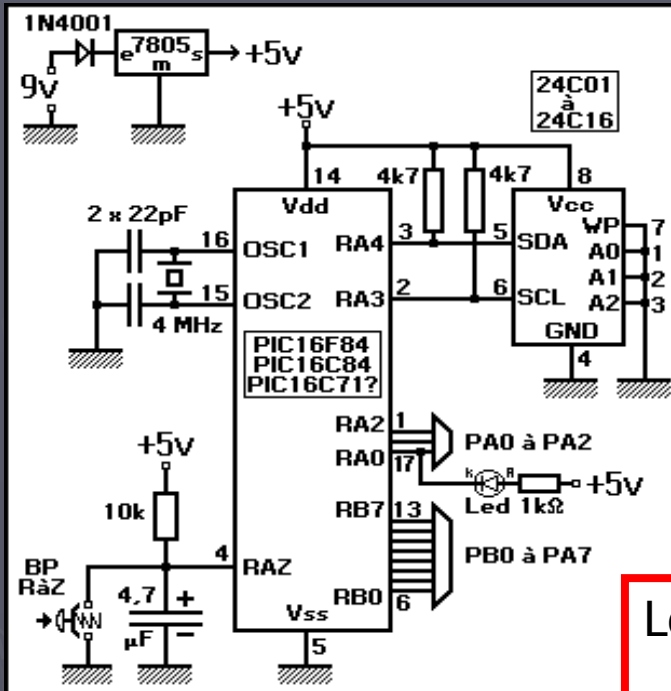 1N4001
e 7805 s
m
+5v
9v
24C01
à
24C16
+5v
14
4k7
4k7
8
Vdd
Vcc
2 x 22pF
WP 7
16
OSC1
RA4
3
5
SDA
A0 1
A1 2
15
OSC2
RA3
2
6
SCL
A2 3
4 MHz
GND
4
PIC16F84
PIC16C84
PIC16C71?
RA2
1
PA0 à PA2
RA0
17
+5v
K
A
+5v
Led 1kΩ
10k
RB7
13
PB0 à PA7
BP
RàZ
4
RAZ
4,7
+
µF
-
RB0
6
Vss
5